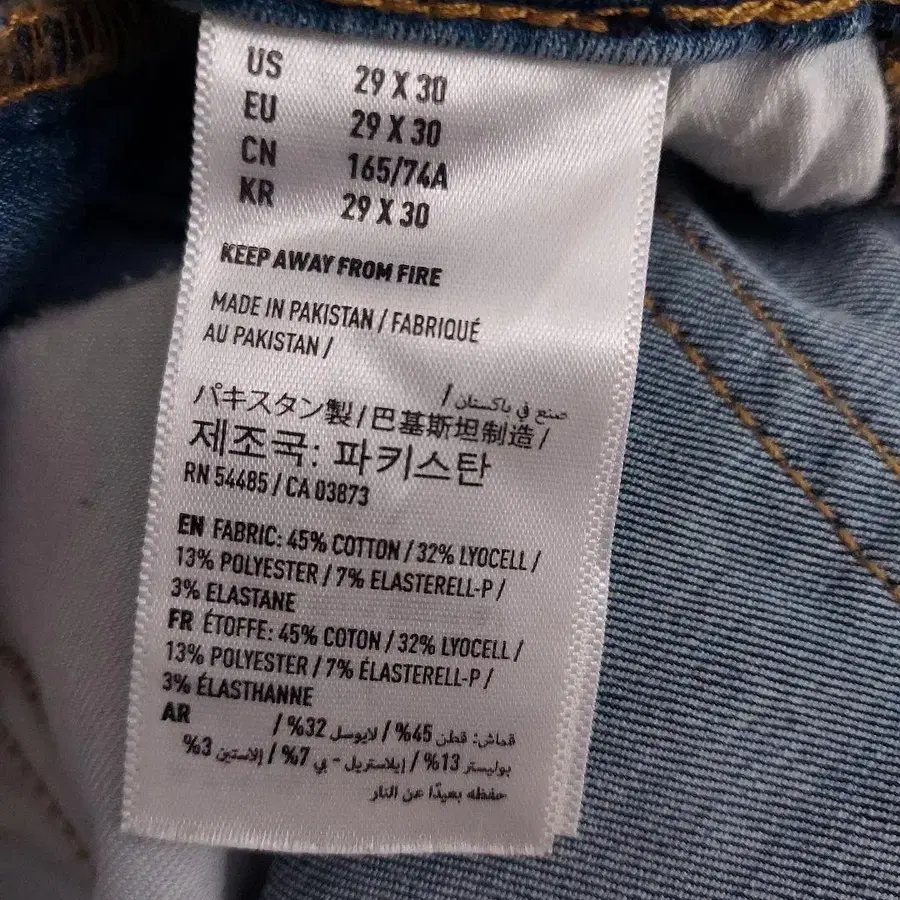 US 29 X 30
EU 29 X 30
CN 165/74A
KR 29 X 30
KEEP AWAY FROM FIRE
MADE IN PAKISTAN / FABRIQUÉ
AU PAKISTAN /
صنع في باكستان /
パキスタン製 / 巴基斯坦制造 /
제조국: 파키스탄
RN 54485 / CA 03873
EN FABRIC: 45% COTTON / 32% LYOCELL /
13% POLYESTER / 7% ELASTERELL-P /
3% ELASTANE
FR ÉTOFFE: 45% COTON / 32% LYOCELL /
13% POLYESTER / 7% ÉLASTERELL-P /
3% ÉLASTHANNE
AR
قماش: قطن 45% / لايوسل 32% /
بوليستر 13% / إيلاستريل - بي 7% / إلاستين 3%
حفظه بعيدًا عن النار